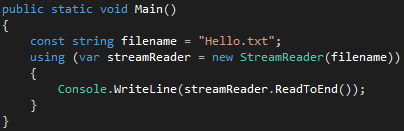 public static void Main()
{
    const string filename = "Hello.txt";
    using (var streamReader = new StreamReader(filename))
    {
        Console.WriteLine(streamReader.ReadToEnd());
    }
}